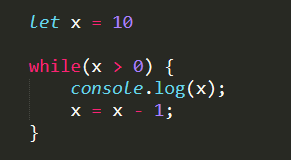 let x = 10

while(x > 0) {
    console.log(x);
    x = x - 1;
}